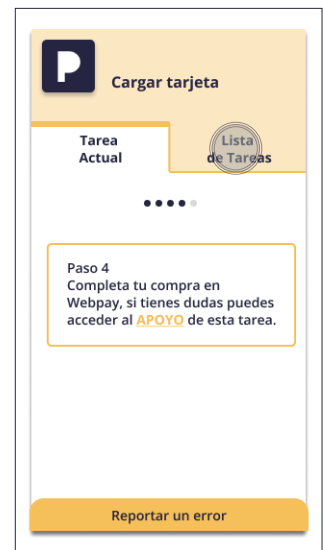 P
Cargar tarjeta
Tarea
Actual
Lista
de Tareas
Paso 4
Completa tu compra en
Webpay, si tienes dudas puedes
acceder al APOYO de esta tarea.
Reportar un error